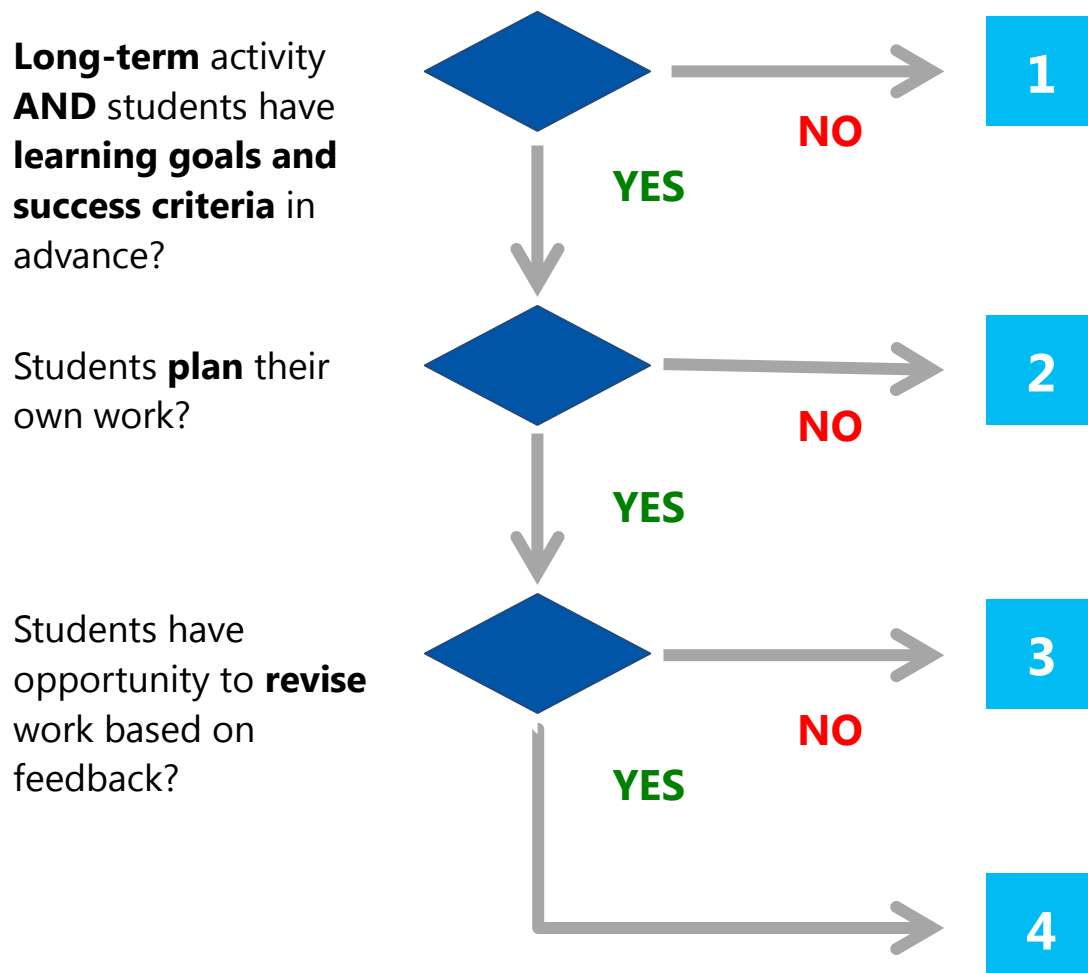 Long-term activity
AND students have
learning goals and
success criteria in
advance?
1
NO
YES
Students plan their
own work?
2
NO
YES
Students have
opportunity to revise
work based on
feedback?
3
NO
YES
4